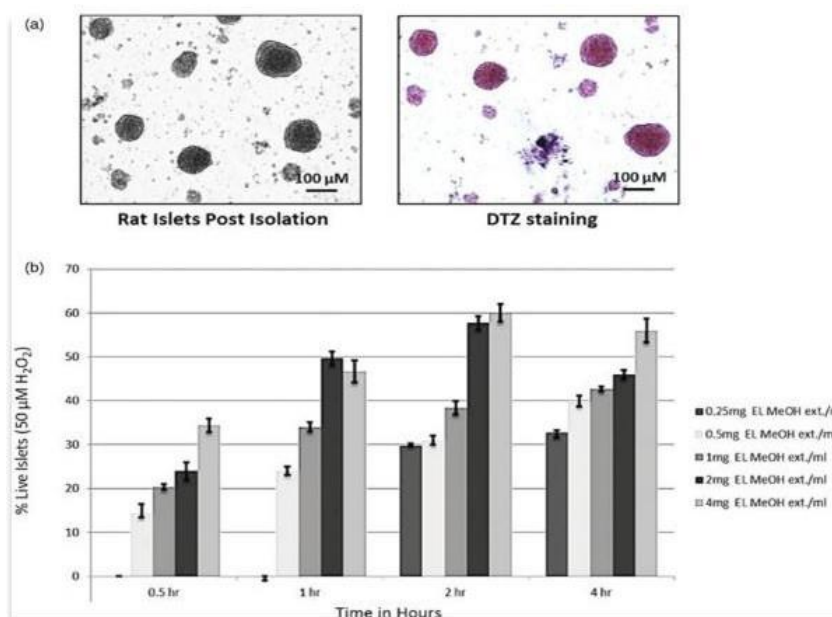 (a)
100 µM
100 µM
Rat Islets Post Isolation
DTZ staining
(b)
70
60
50
40
30
20
10
0
% Live Islets (50 µM H₂O₂)
0.25mg EL MeOH ext./
0.5mg EL MeOH ext./ml
1mg EL MeOH ext./ml
2mg EL MeOH ext./ml
4mg EL MeOH ext./ml
0.5 hr
1 hr
2 hr
4 hr
Time in Hours